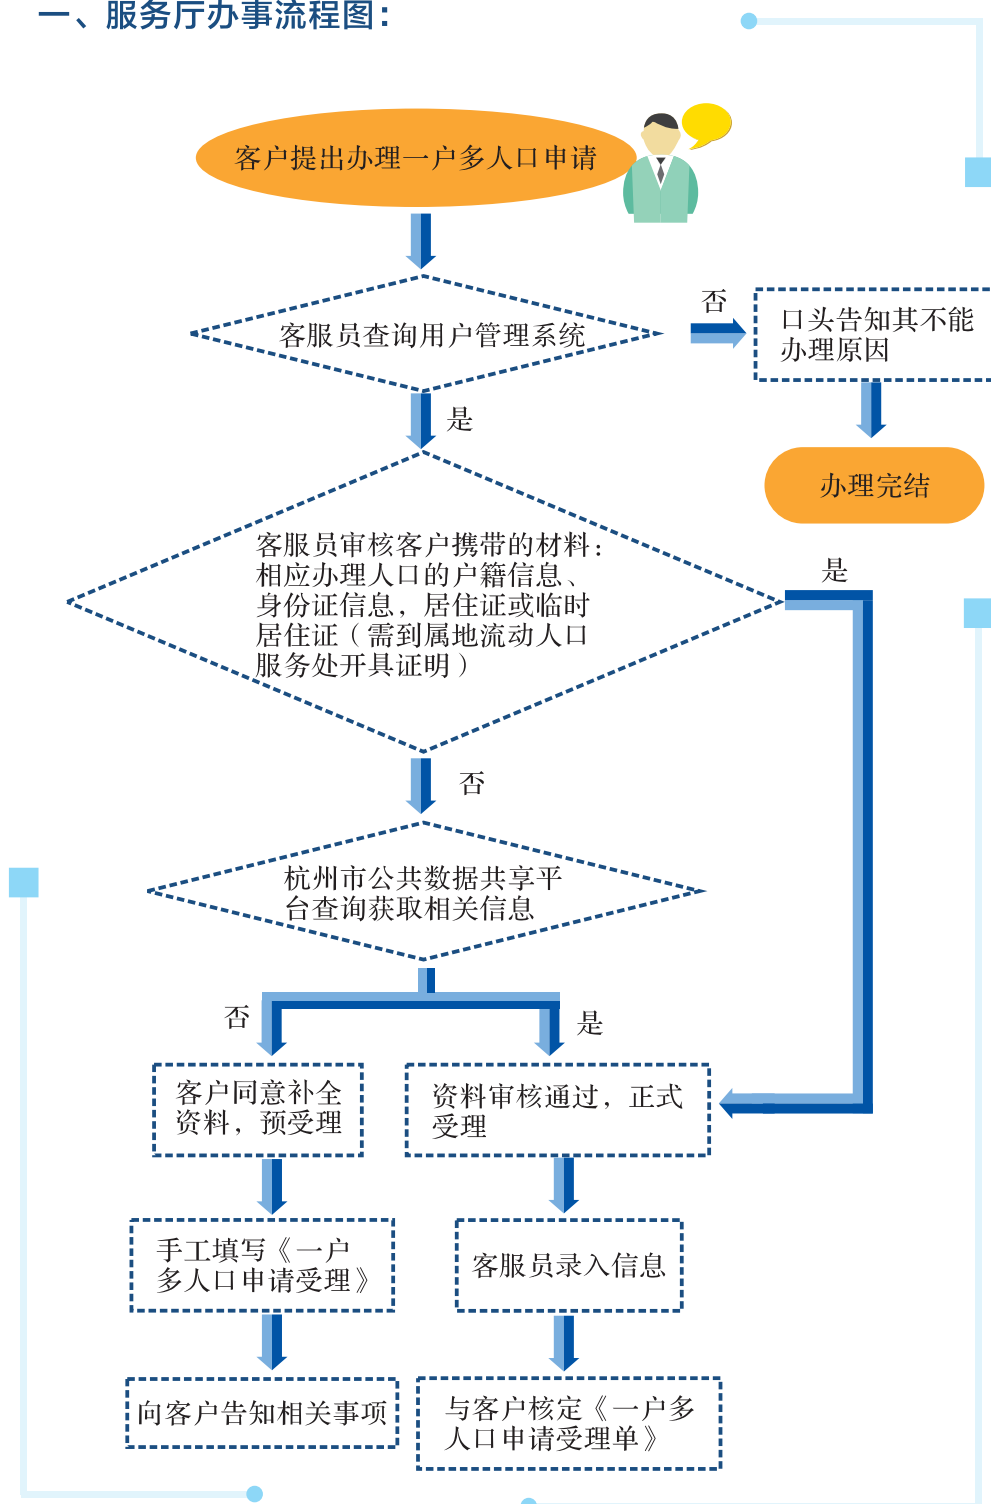 一、服务厅办事流程图：
客户提出办理一户多人口申请
客服员查询用户管理系统
否
口头告知其不能
办理原因
是
办理完结
客服员审核客户携带的材料：
相应办理人口的户籍信息、
身份证信息，居住证或临时
居住证（需到属地流动人口
服务处开具证明）
是
否
杭州市公共数据共享平
台查询获取相关信息
否
是
客户同意补全
资料，预受理
资料审核通过，正式
受理
手工填写《一户
多人口申请受理》
客服员录入信息
向客户告知相关事项
与客户核定《一户多
人口申请受理单》